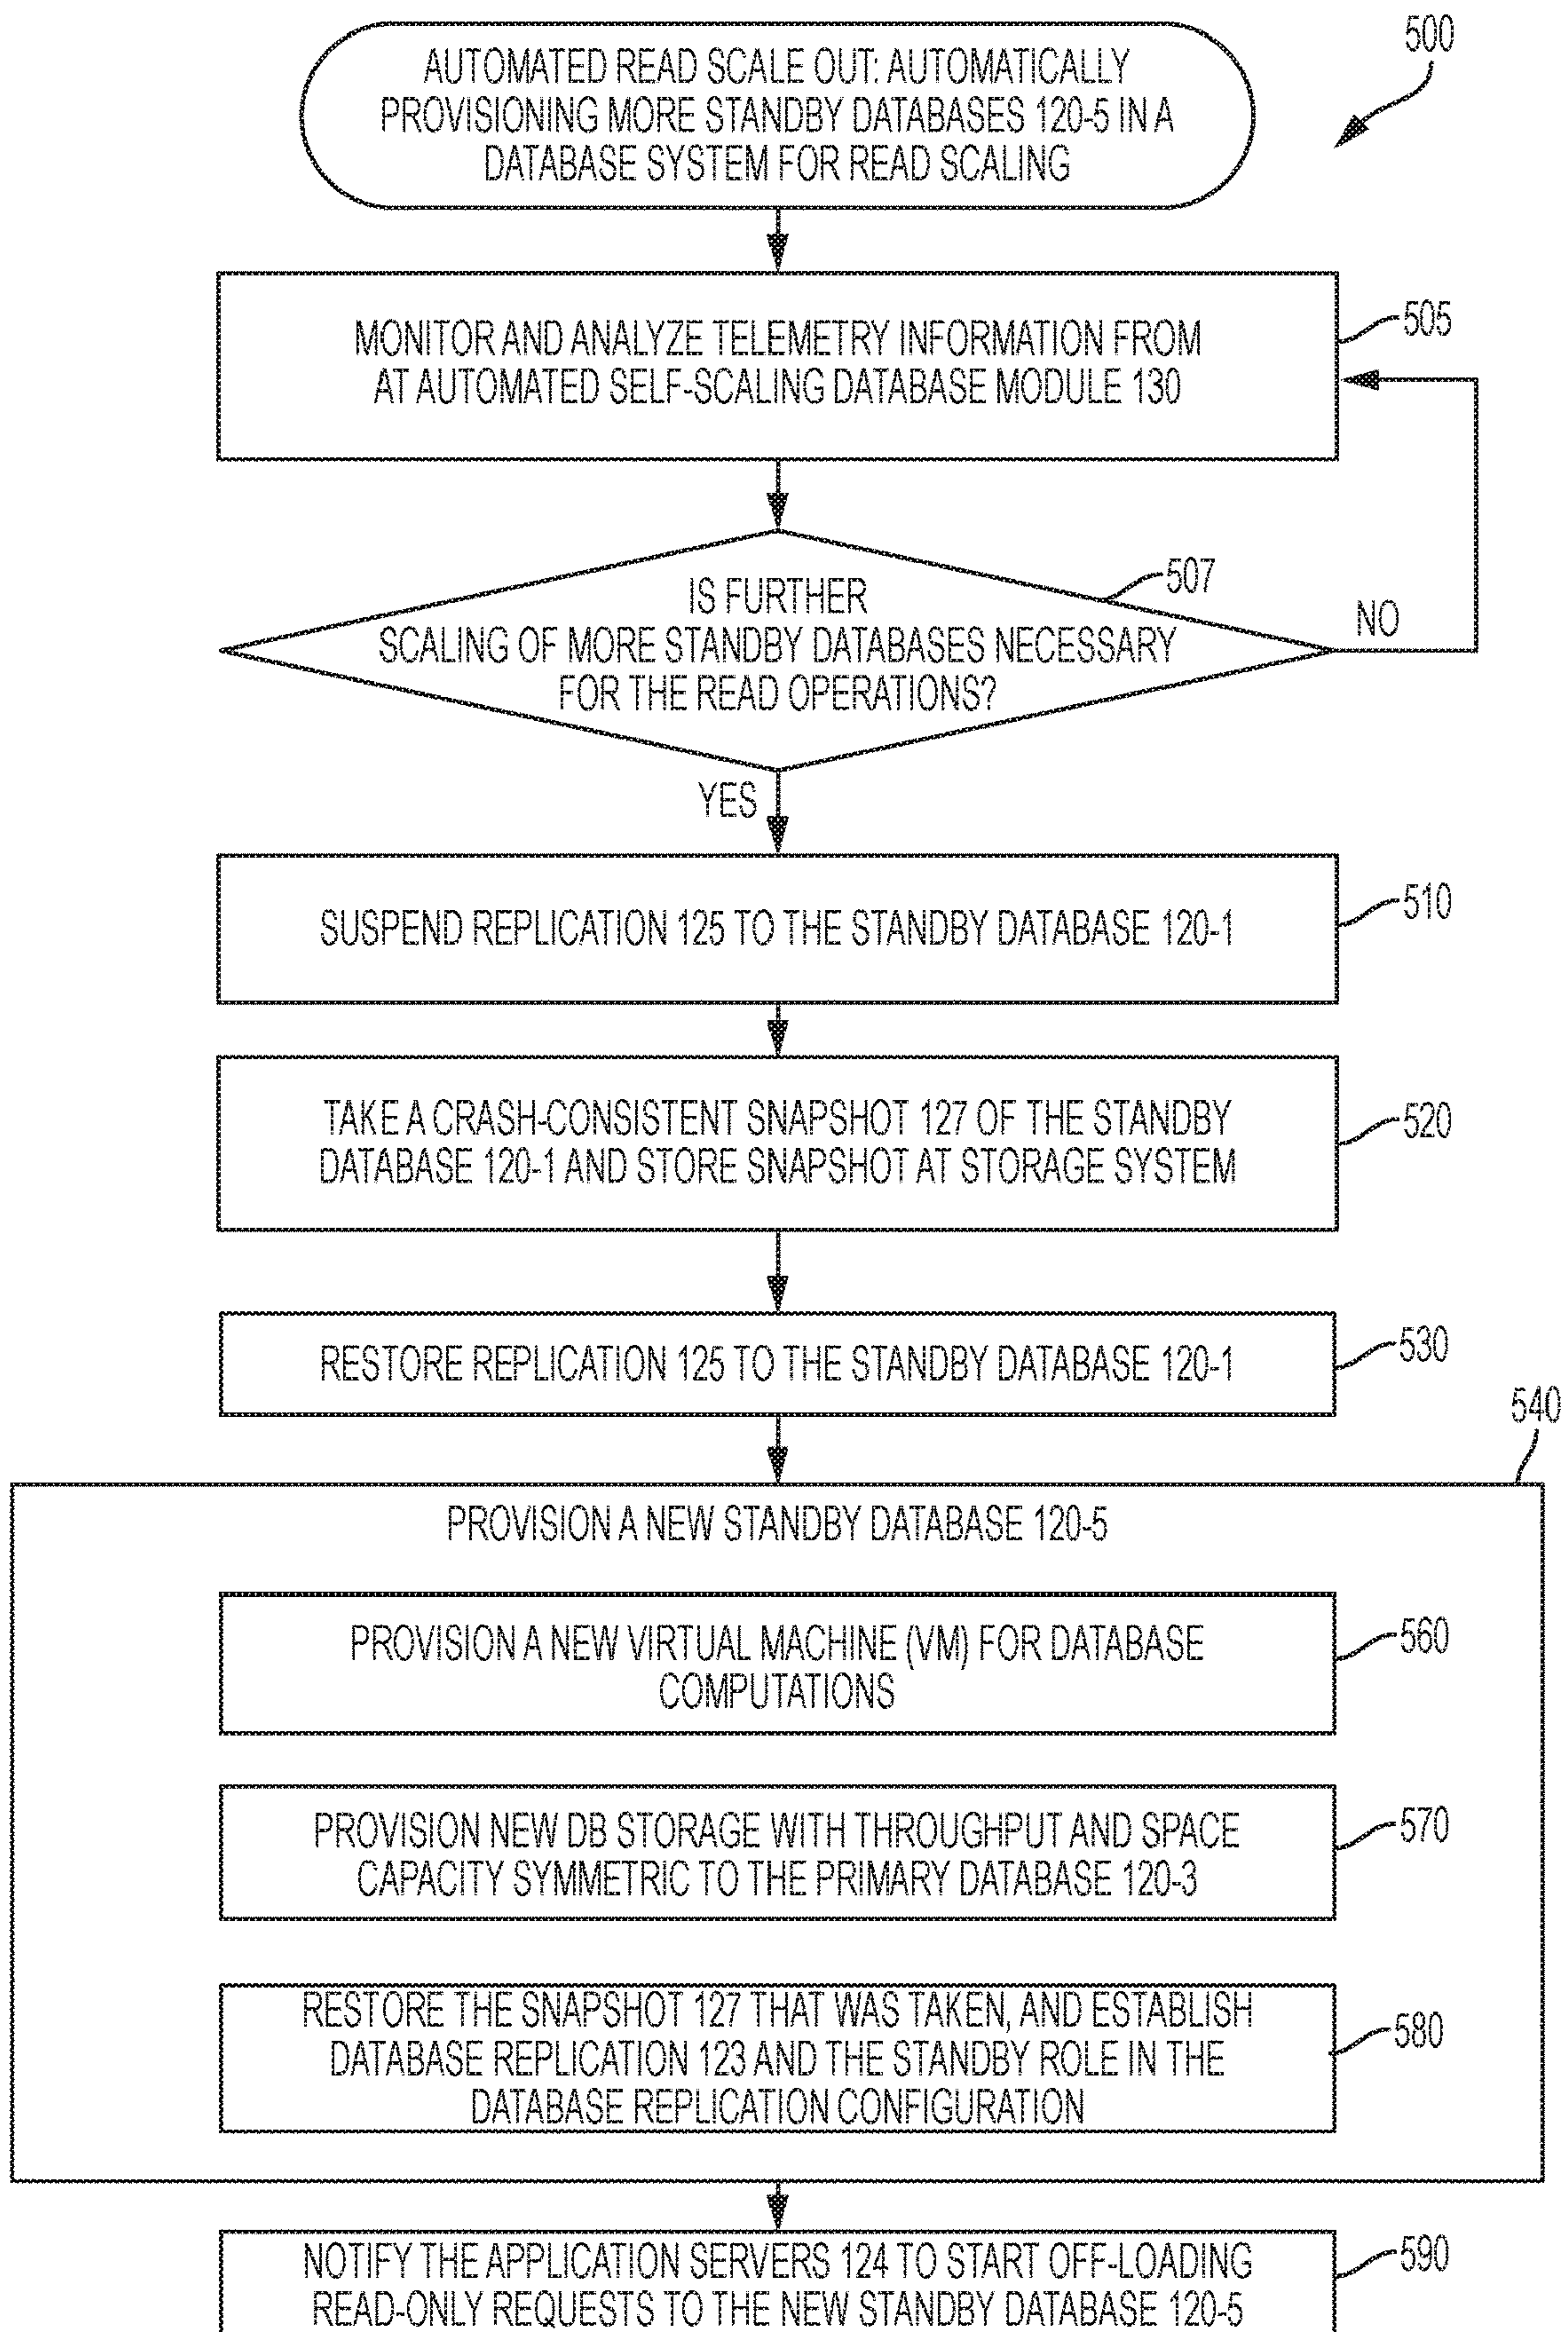 500
AUTOMATED READ SCALE OUT: AUTOMATICALLY
PROVISIONING MORE STANDBY DATABASES 120-5 IN A
DATABASE SYSTEM FOR READ SCALING
505
MONITOR AND ANALYZE TELEMETRY INFORMATION FROM
AT AUTOMATED SELF-SCALING DATABASE MODULE 130
507
IS FURTHER
SCALING OF MORE STANDBY DATABASES NECESSARY
FOR THE READ OPERATIONS?
NO
YES
510
SUSPEND REPLICATION 125 TO THE STANDBY DATABASE 120-1
520
TAKE A CRASH-CONSISTENT SNAPSHOT 127 OF THE STANDBY
DATABASE 120-1 AND STORE SNAPSHOT AT STORAGE SYSTEM
530
RESTORE REPLICATION 125 TO THE STANDBY DATABASE 120-1
540
PROVISION A NEW STANDBY DATABASE 120-5
560
PROVISION A NEW VIRTUAL MACHINE (VM) FOR DATABASE
COMPUTATIONS
570
PROVISION NEW DB STORAGE WITH THROUGHPUT AND SPACE
CAPACITY SYMMETRIC TO THE PRIMARY DATABASE 120-3
580
RESTORE THE SNAPSHOT 127 THAT WAS TAKEN, AND ESTABLISH
DATABASE REPLICATION 123 AND THE STANDBY ROLE IN THE
DATABASE REPLICATION CONFIGURATION
590
NOTIFY THE APPLICATION SERVERS 124 TO START OFF-LOADING
READ-ONLY REQUESTS TO THE NEW STANDBY DATABASE 120-5